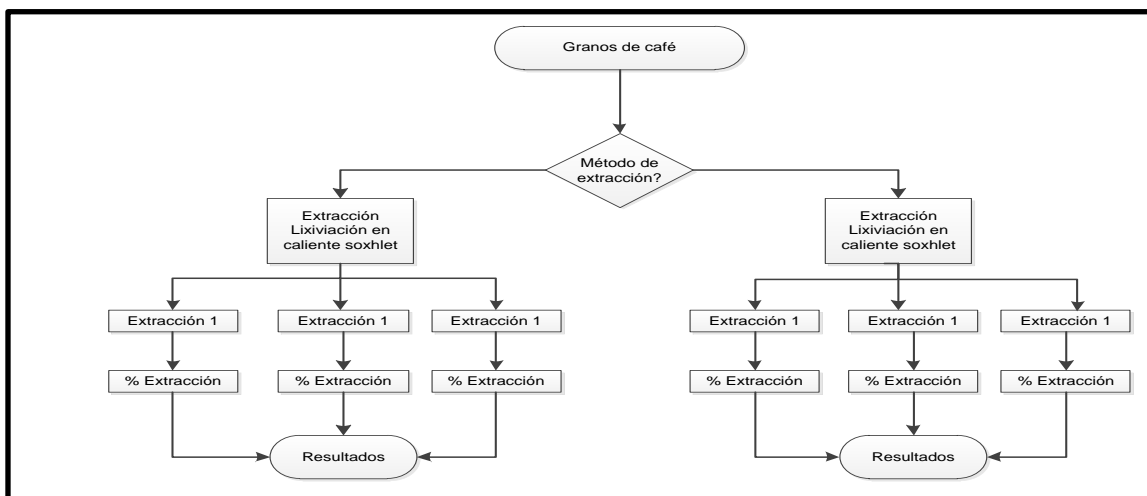 Granos de café
Método de
extracción?
Extracción
Lixiviación en
caliente soxhlet
Extracción
Lixiviación en
caliente soxhlet
Extracción 1
Extracción 1
Extracción 1
Extracción 1
Extracción 1
Extracción 1
% Extracción
% Extracción
% Extracción
% Extracción
% Extracción
% Extracción
Resultados
Resultados